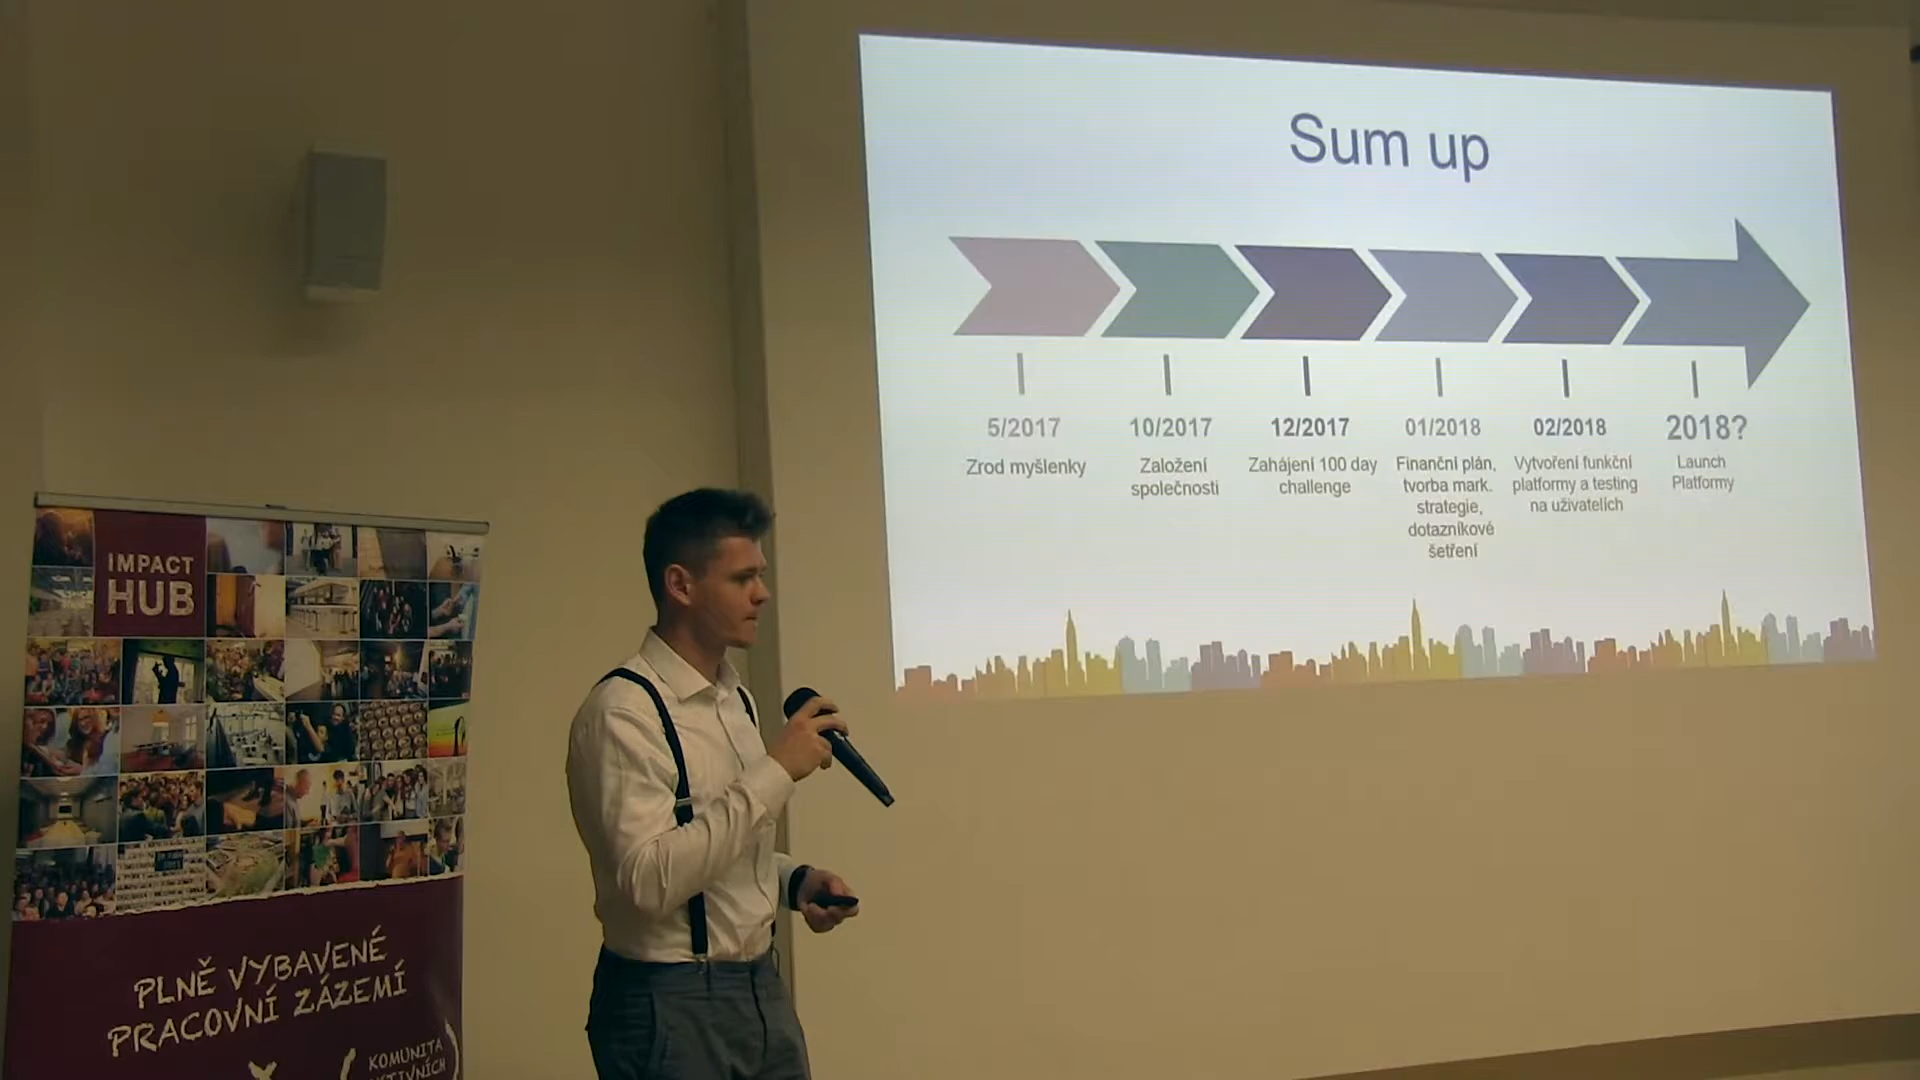 Sum up
5/2017
Zrod myšlenky
10/2017
Založení
společnosti
12/2017
Zahájení 100 day
challenge
01/2018
Finanční plán,
tvorba mark.
strategie,
dotazníkové
šetření
02/2018
Vytvoření funkční
platformy a testing
na uživatelích
2018?
Launch
Platformy
IMPACT
HUB
PLNĚ VYBAVENÉ
PRACOVNÍ ZÁZEMÍ
KOMUNITA